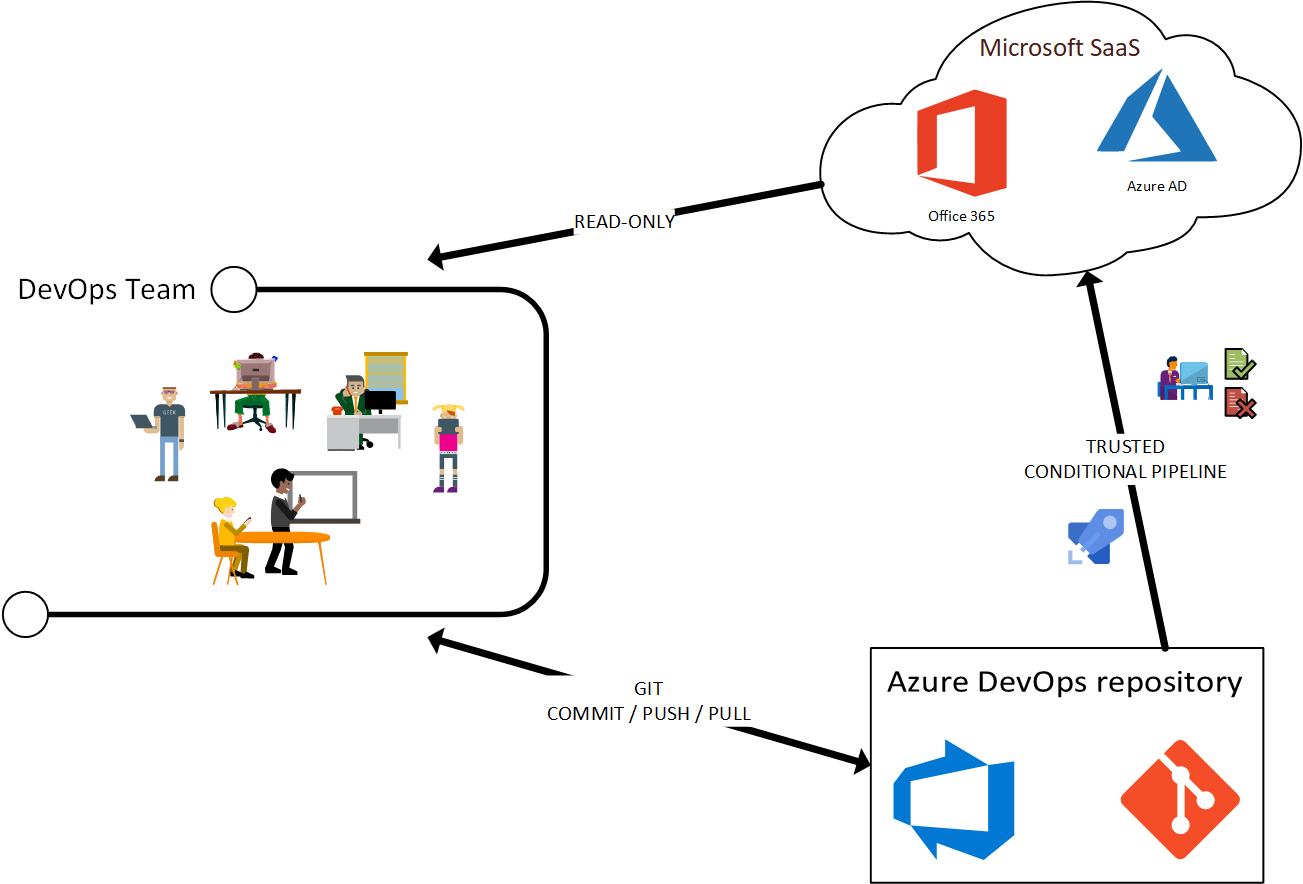 Microsoft SaaS
Azure AD
Office 365
READ-ONLY
DevOps Team
GEEK
TRUSTED
CONDITIONAL PIPELINE
Azure DevOps repository
GIT
COMMIT / PUSH / PULL